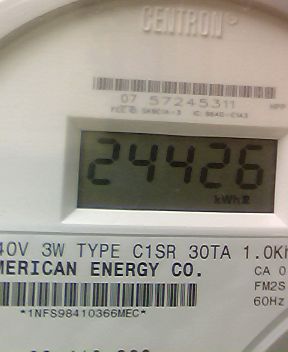 CENTRON®
07 57245311
24426
kWh
40V 3W TYPE C1SR 30TA 1.0Kh
MERICAN ENERGY CO.
CA 0
FM2S
60Hz
*1NFS98410366MEC*